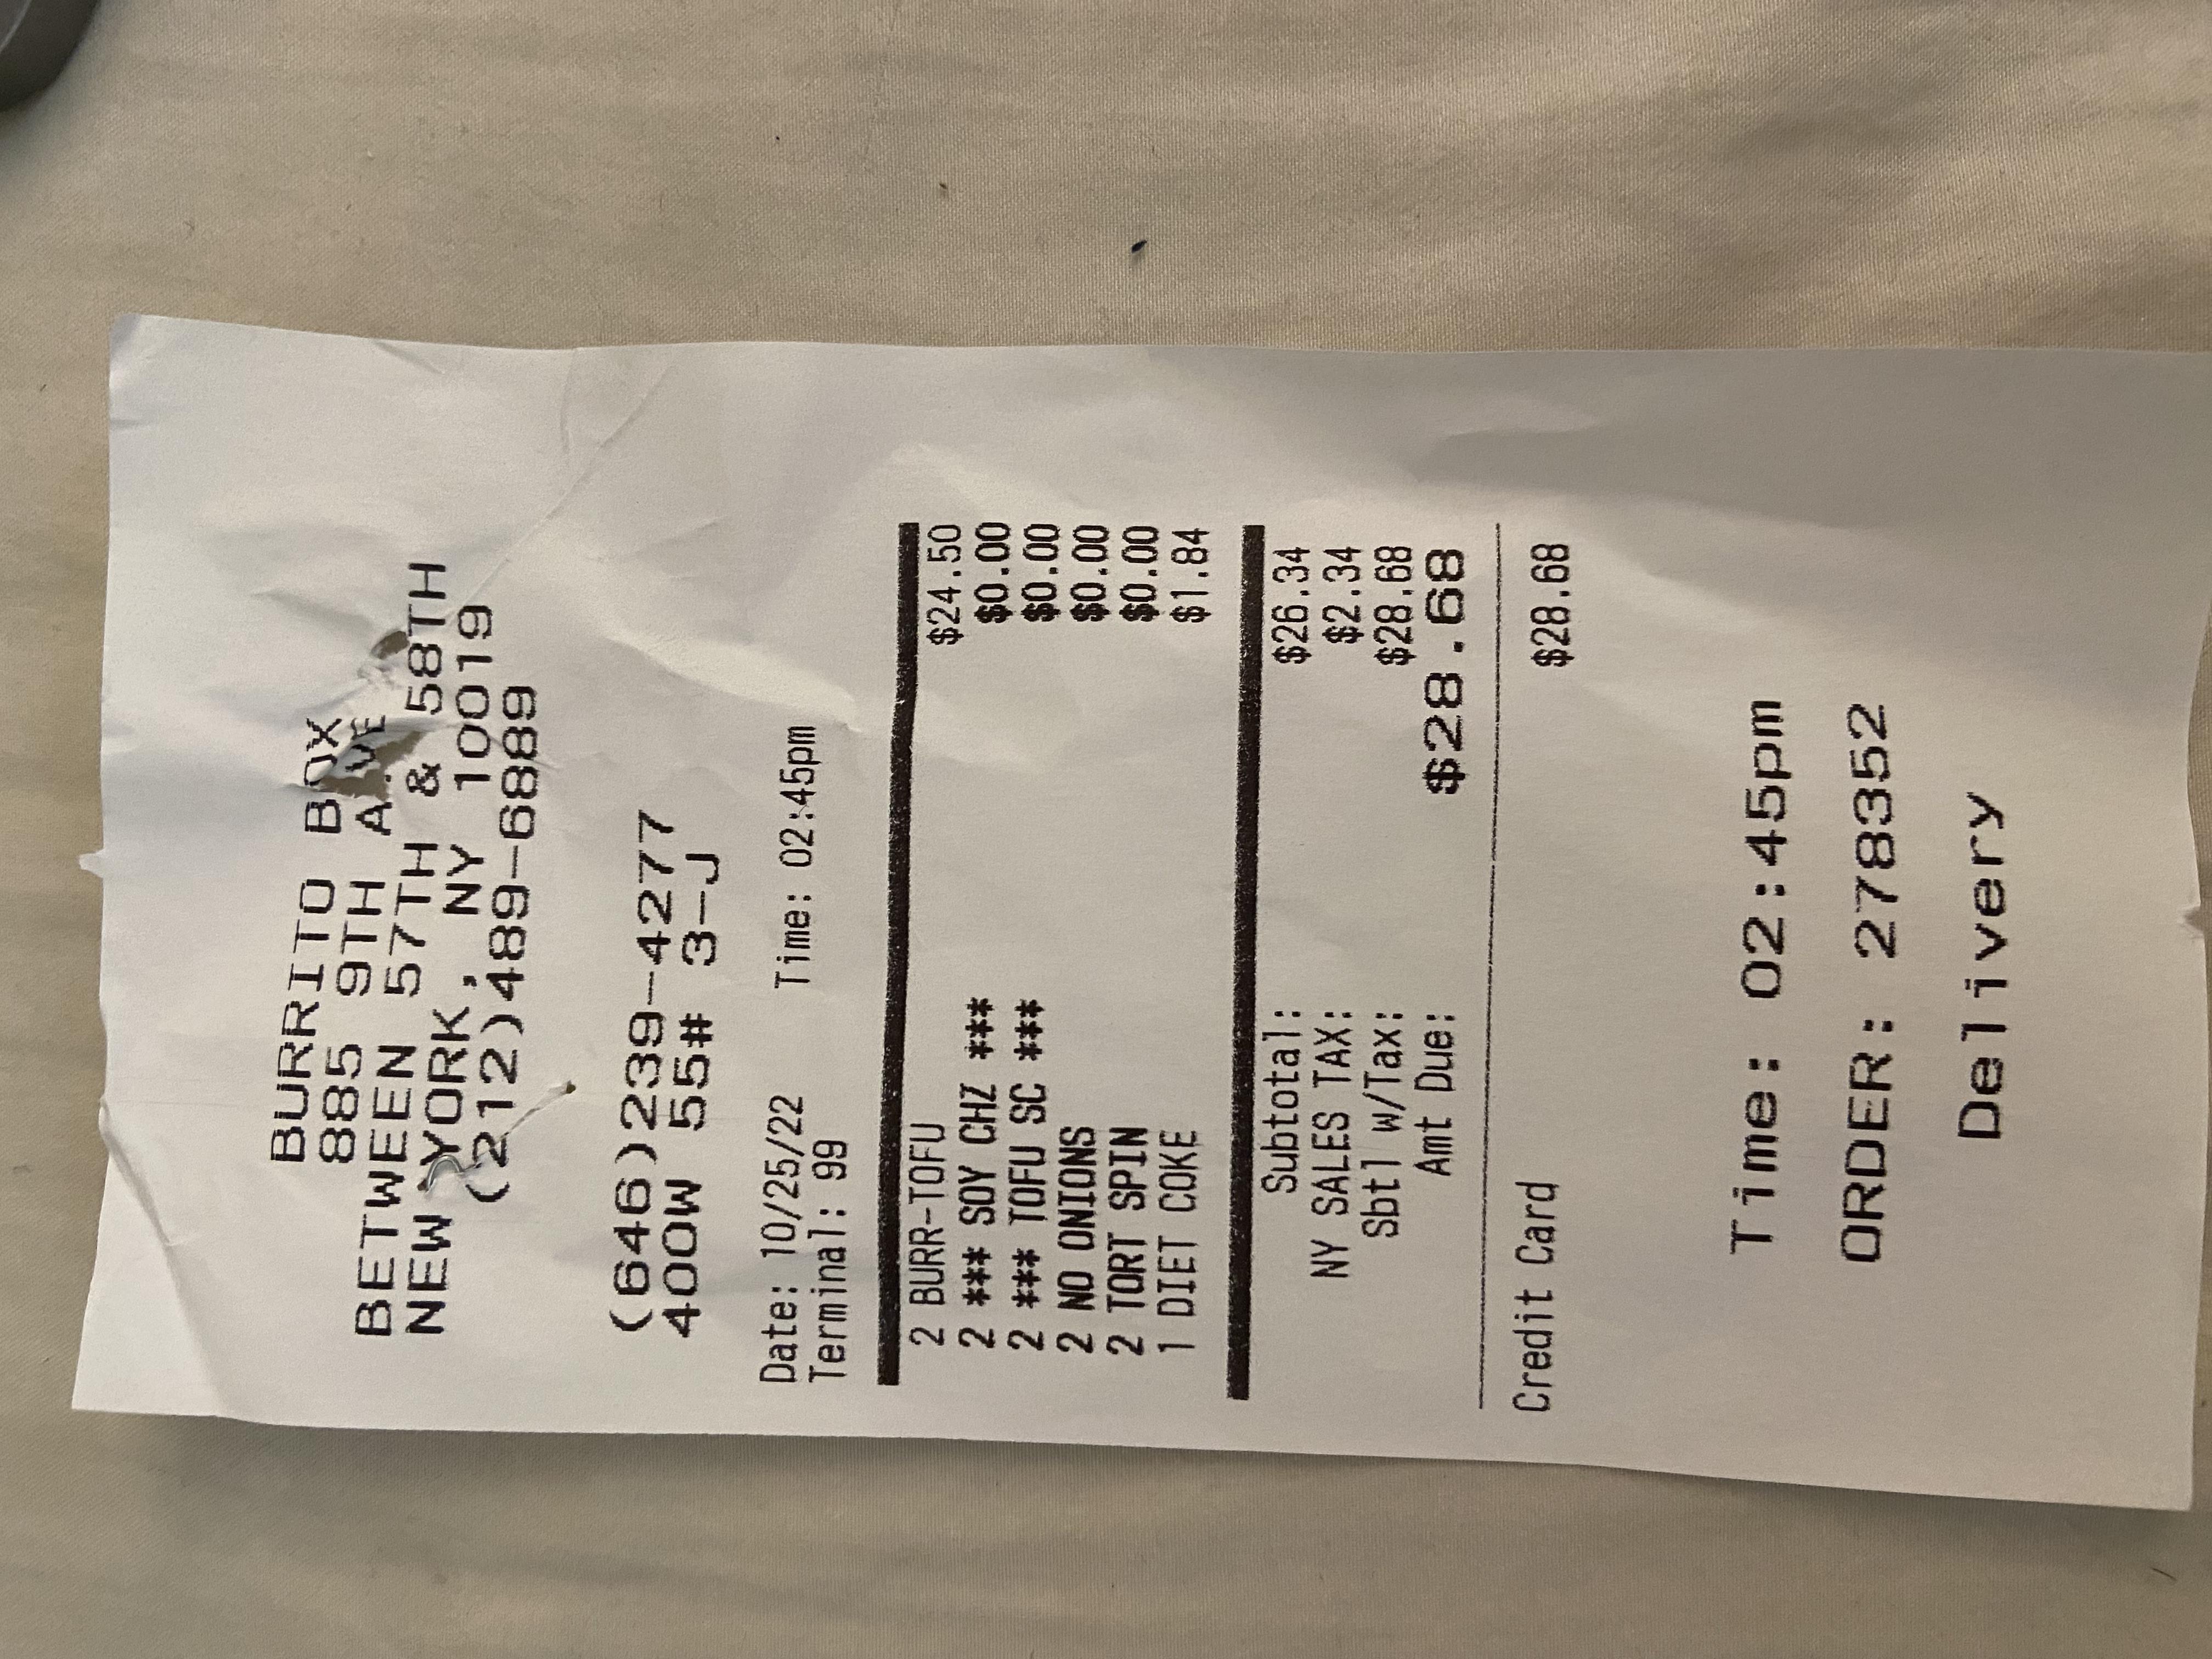 BURRITO BOX
885 9TH AVE
BETWEEN 57TH & 58TH
NEW YORK, NY 10019
(212)489-6889
(646)239-4277
400W 55# 3-J
Date: 10/25/22 Time: 02:45pm
Terminal: 99
2 BURR-TOFU $24.50
2 *** SOY CHZ *** $0.00
2 *** TOFU SC *** $0.00
2 NO ONIONS $0.00
2 TORT SPIN $0.00
1 DIET COKE $1.84
Subtotal: $26.34
NY SALES TAX: $2.34
Sbtl w/Tax: $28.68
Amt Due: $28.68
Credit Card $28.68
Time: 02:45pm
ORDER: 278352
Delivery